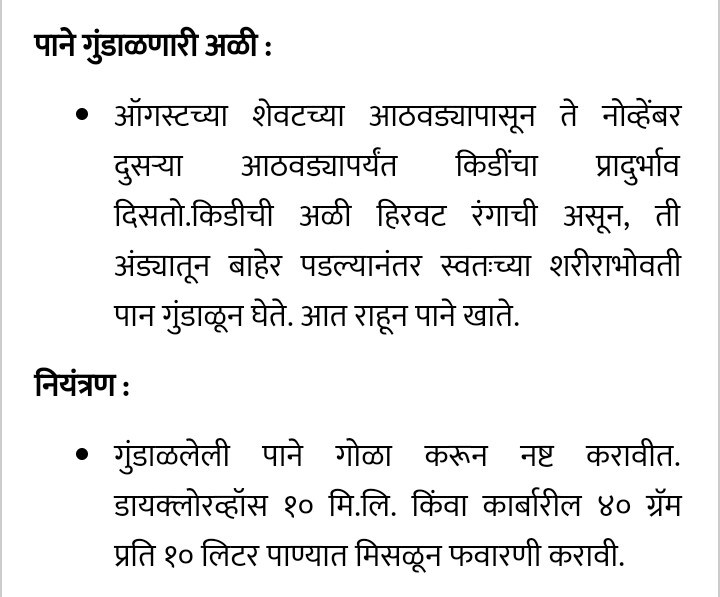 पाने गुंडाळणारी अळी :
• ऑगस्टच्या शेवटच्या आठवड्यापासून ते नोव्हेंबर
दुसऱ्या आठवड्यापर्यंत किडींचा प्रादुर्भाव
दिसतो.किडीची अळी हिरवट रंगाची असून, ती
अंड्यातून बाहेर पडल्यानंतर स्वतःच्या शरीराभोवती
पान गुंडाळून घेते. आत राहून पाने खाते.
नियंत्रण :
• गुंडाळलेली पाने गोळा करून नष्ट करावीत.
डायक्लोरव्हॉस १० मि.लि. किंवा कार्बारील ४० ग्रॅम
प्रति १० लिटर पाण्यात मिसळून फवारणी करावी.